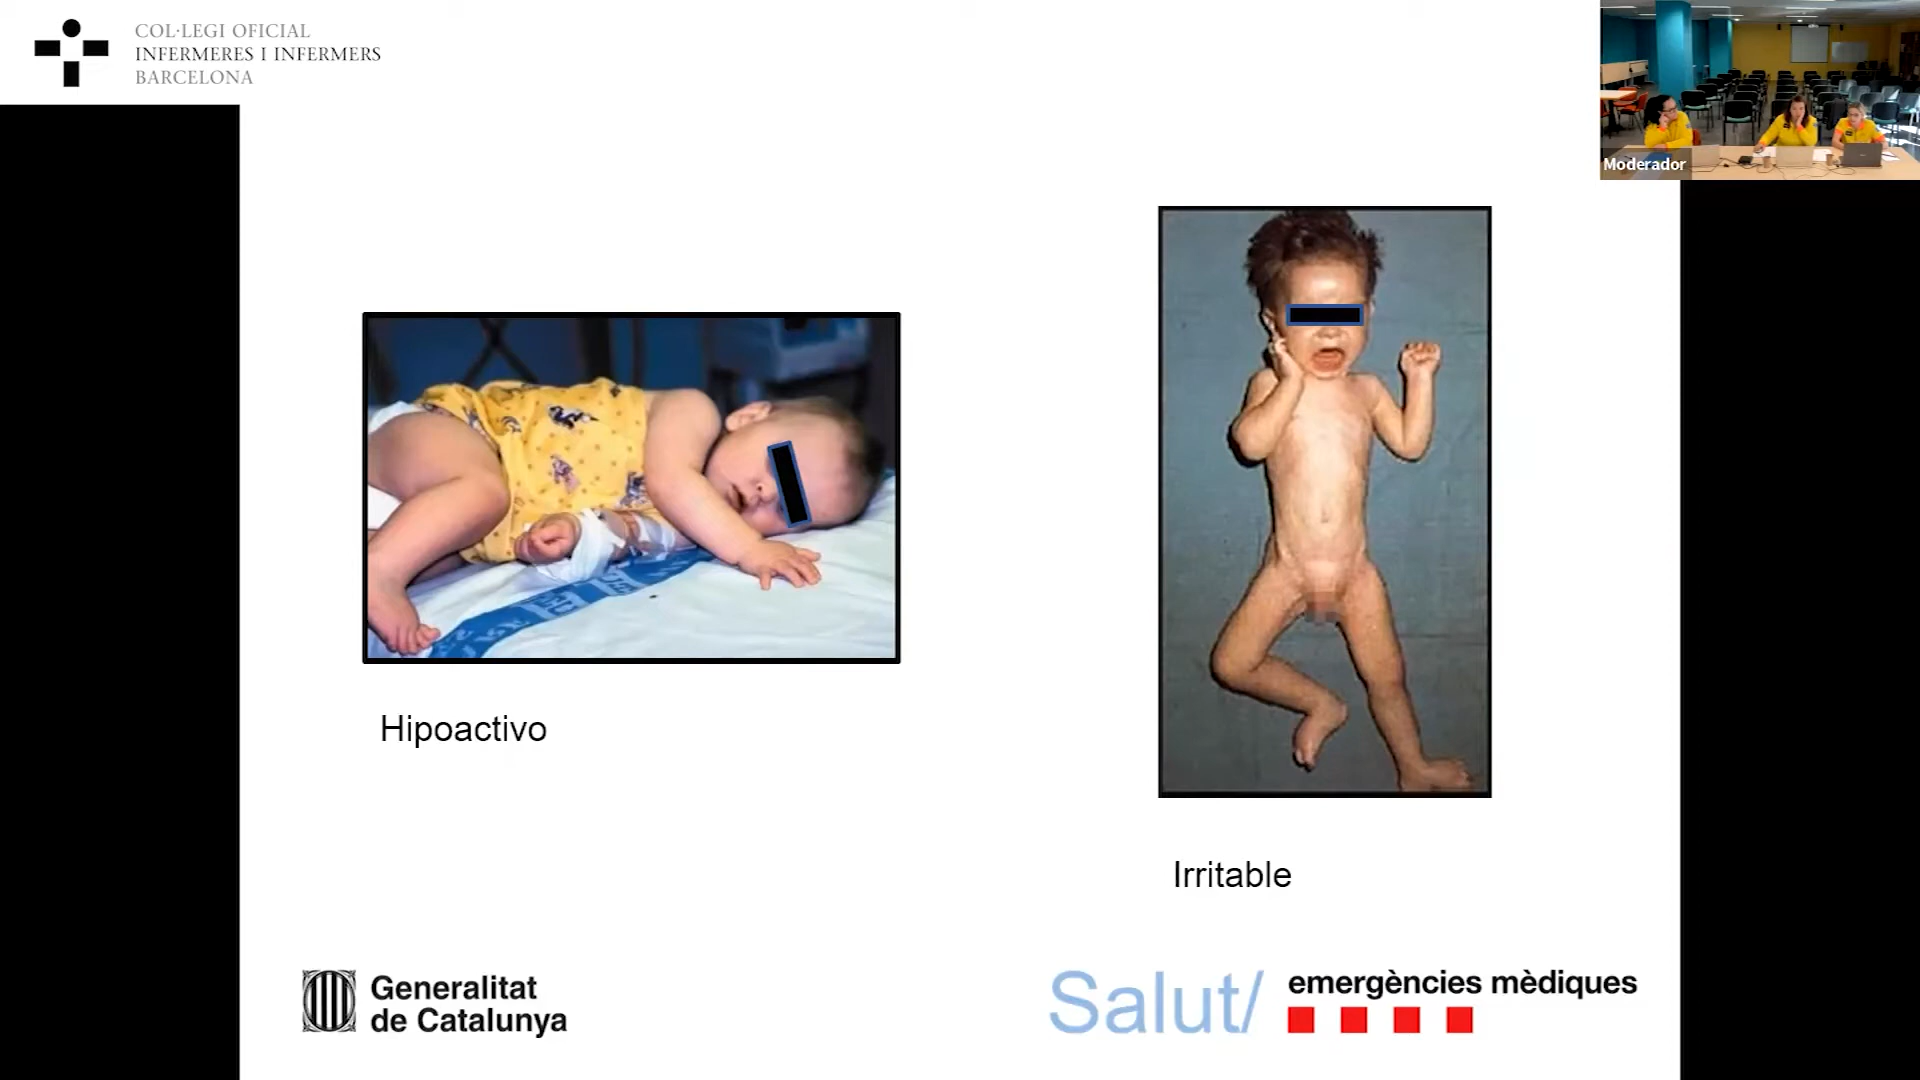 COL·LEGI OFICIAL
INFERMERES I INFERMERS
BARCELONA
Moderador
Hipoactivo
Irritable
Generalitat
de Catalunya
Salut/
emergències mèdiques